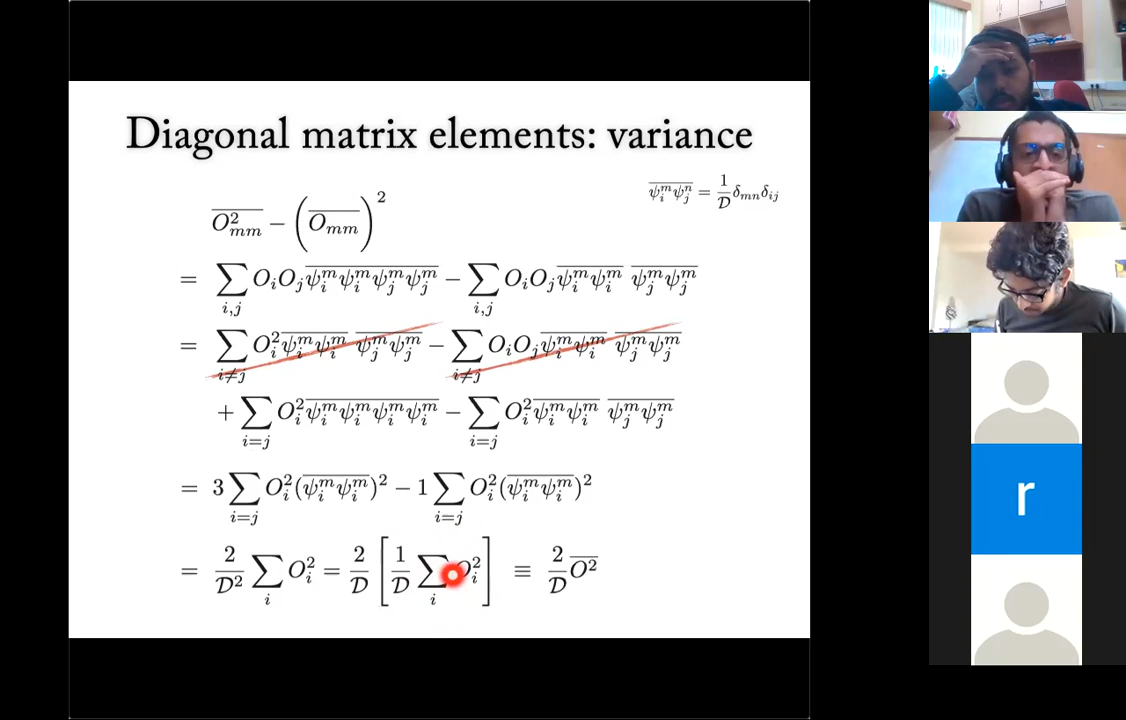 Diagonal matrix elements: variance
$\overline{\psi_i^m \psi_j^n} = \frac{1}{\mathcal{D}} \delta_{mn} \delta_{ij}$
$\overline{O_{mm}^2} - \left( \overline{O_{mm}} \right)^2$
$= \sum_{i,j} O_i O_j \overline{\psi_i^m \psi_i^m \psi_j^m \psi_j^m} - \sum_{i,j} O_i O_j \overline{\psi_i^m \psi_i^m} \; \overline{\psi_j^m \psi_j^m}$
$= \sum_{i \neq j} O_i^2 \overline{\psi_i^m \psi_i^m} \; \overline{\psi_j^m \psi_j^m} - \sum_{i \neq j} O_i O_j \overline{\psi_i^m \psi_i^m} \; \overline{\psi_j^m \psi_j^m}$
$+ \sum_{i=j} O_i^2 \overline{\psi_i^m \psi_i^m \psi_i^m \psi_i^m} - \sum_{i=j} O_i^2 \overline{\psi_i^m \psi_i^m} \; \overline{\psi_j^m \psi_j^m}$
$= 3 \sum_{i=j} O_i^2 (\overline{\psi_i^m \psi_i^m})^2 - 1 \sum_{i=j} O_i^2 (\overline{\psi_i^m \psi_i^m})^2$
$= \frac{2}{\mathcal{D}^2} \sum_i O_i^2 = \frac{2}{\mathcal{D}} \left[ \frac{1}{\mathcal{D}} \sum_i O_i^2 \right] \equiv \frac{2}{\mathcal{D}} \overline{O^2}$
r